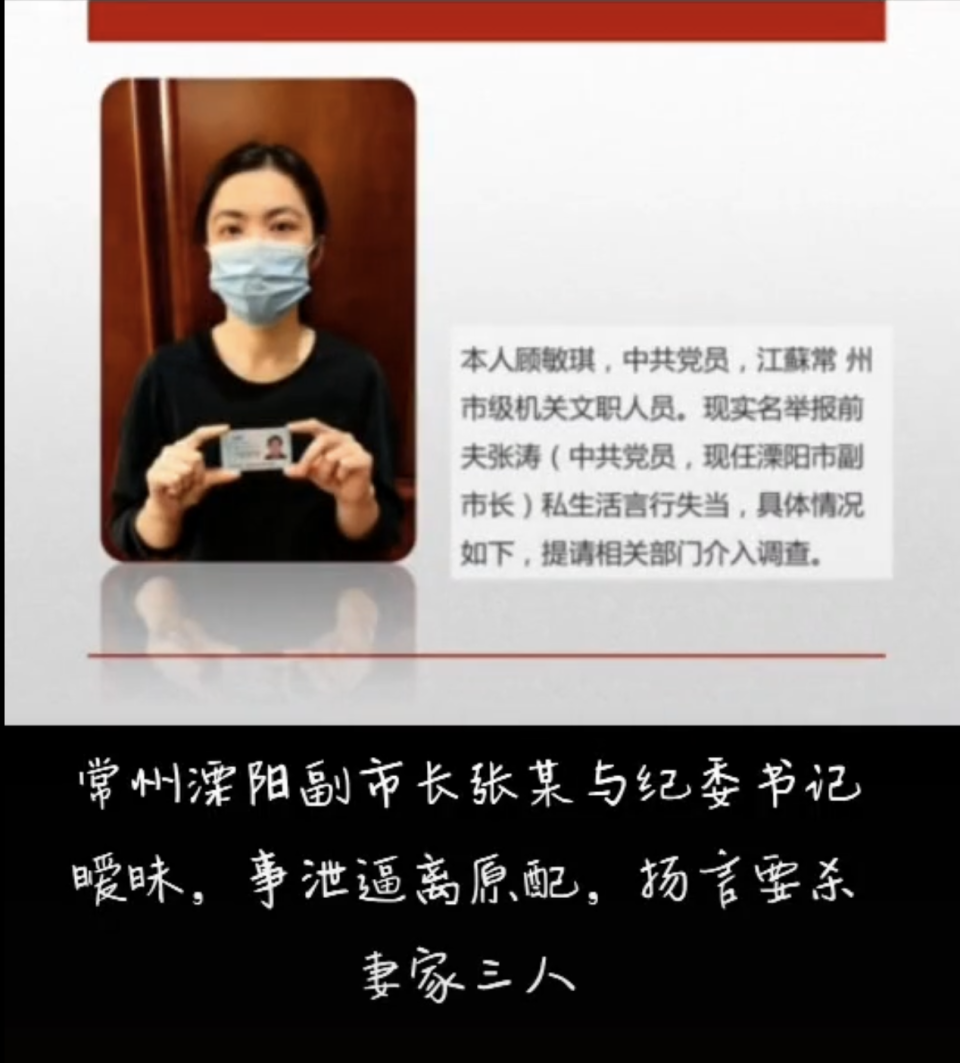 本人顾敏琪，中共党员，江蘇常 州
市级机关文职人员。现实名举报前
夫张涛（中共党员，现任溧阳市副
市长）私生活言行失当，具体情况
如下，提请相关部门介入调查。
常州溧阳副市长张某与纪委书记
暧昧。事泄逼离原配，扬言要杀
妻家三人